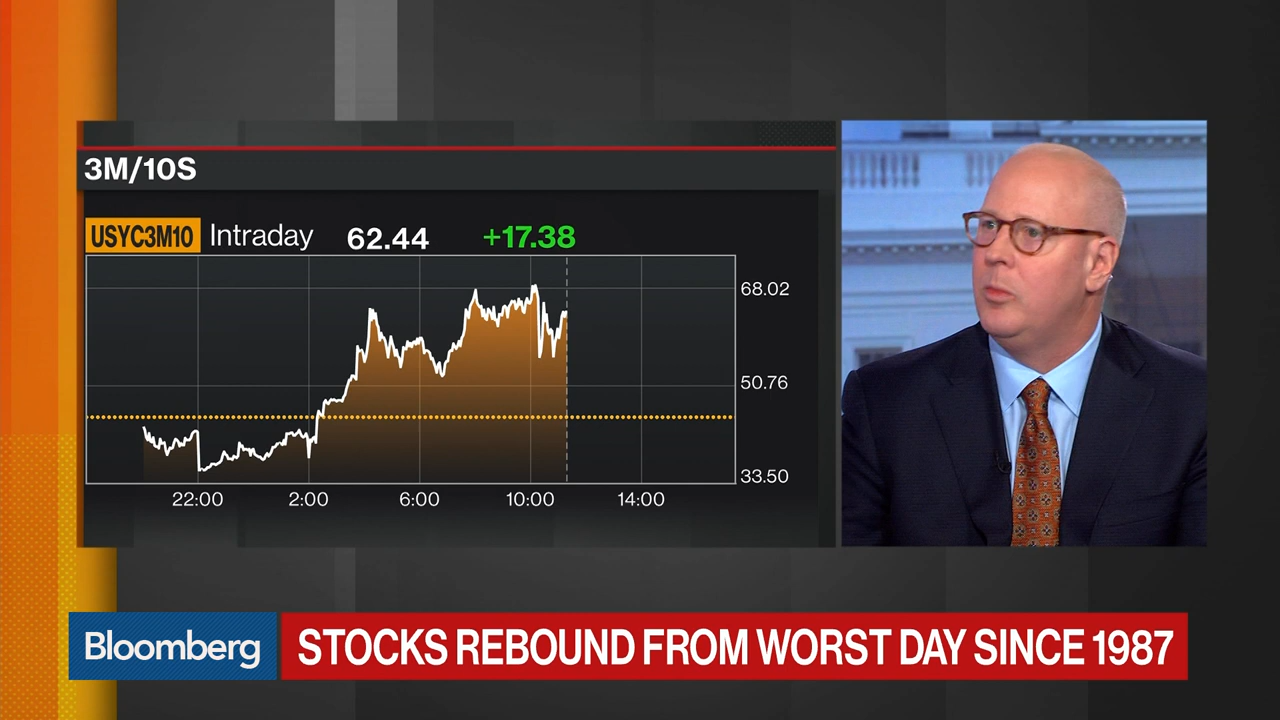 3M/10S
USYC3M10 Intraday 62.44 +17.38
68.02
50.76
33.50
22:00 2:00 6:00 10:00 14:00
Bloomberg STOCKS REBOUND FROM WORST DAY SINCE 1987